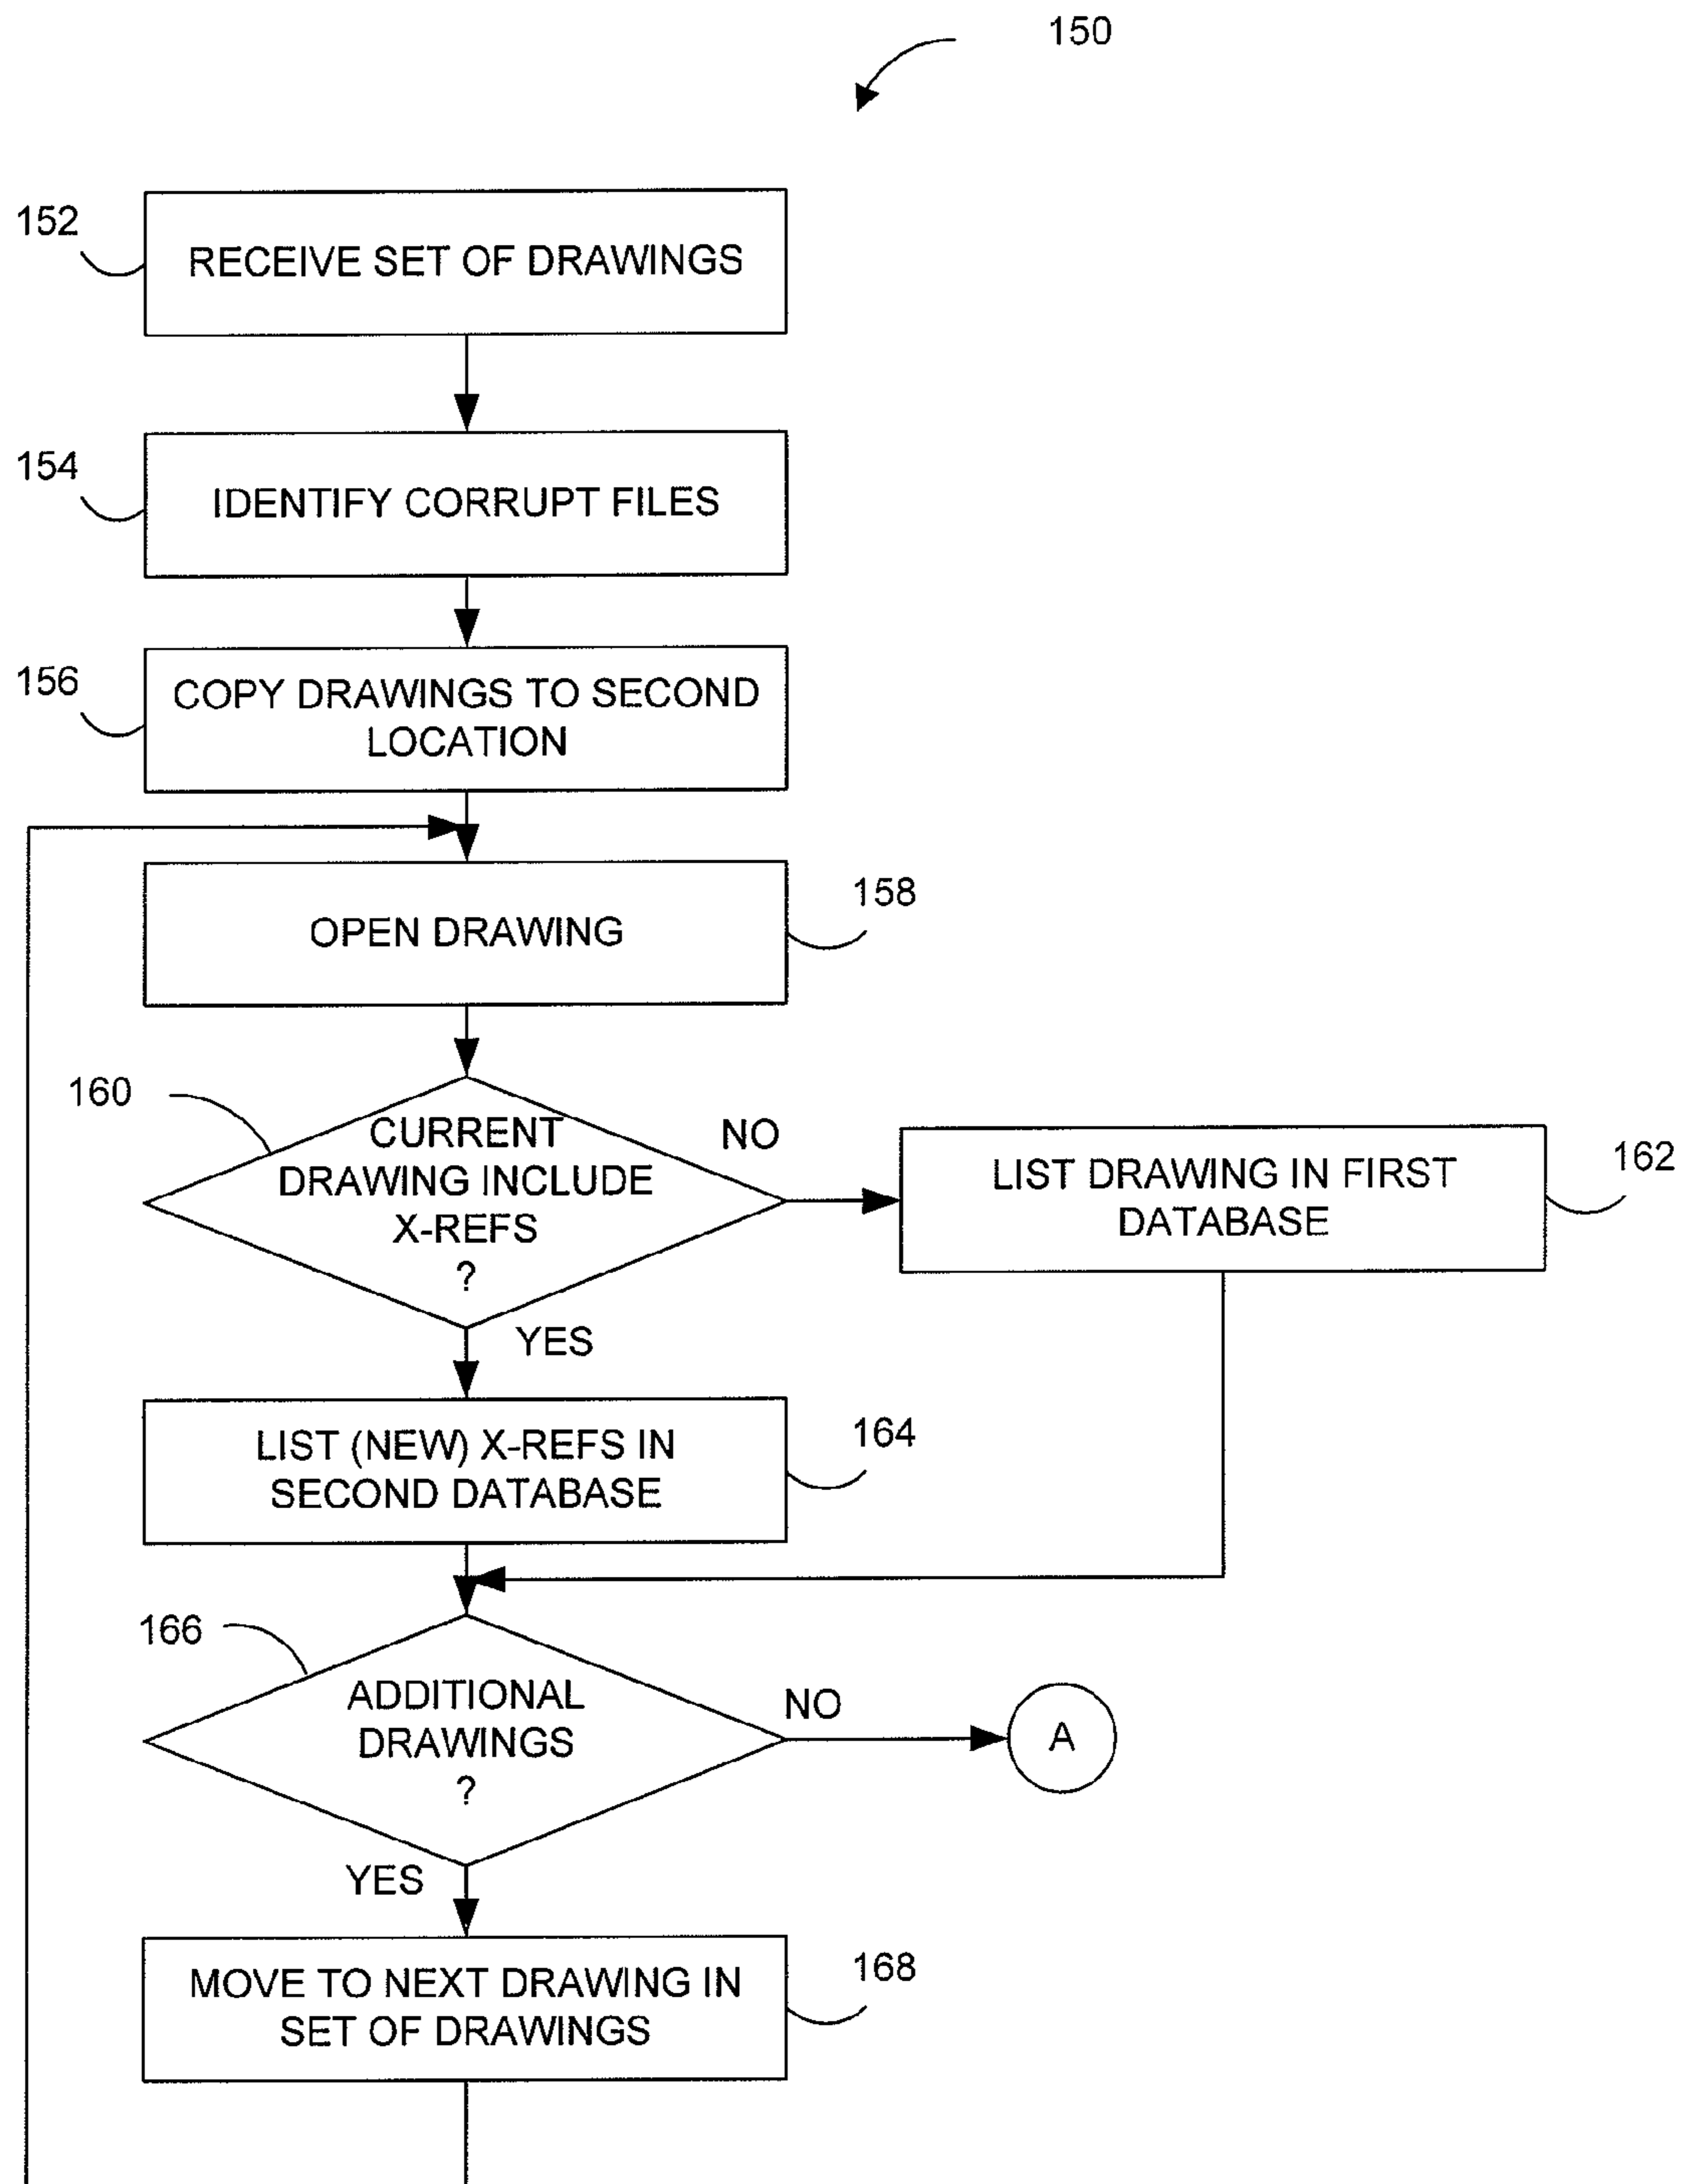 150
152
RECEIVE SET OF DRAWINGS
154
IDENTIFY CORRUPT FILES
156
COPY DRAWINGS TO SECOND
LOCATION
158
OPEN DRAWING
160
CURRENT
DRAWING INCLUDE
X-REFS
?
NO
LIST DRAWING IN FIRST
DATABASE
162
YES
LIST (NEW) X-REFS IN
SECOND DATABASE
164
166
ADDITIONAL
DRAWINGS
?
NO
A
YES
MOVE TO NEXT DRAWING IN
SET OF DRAWINGS
168